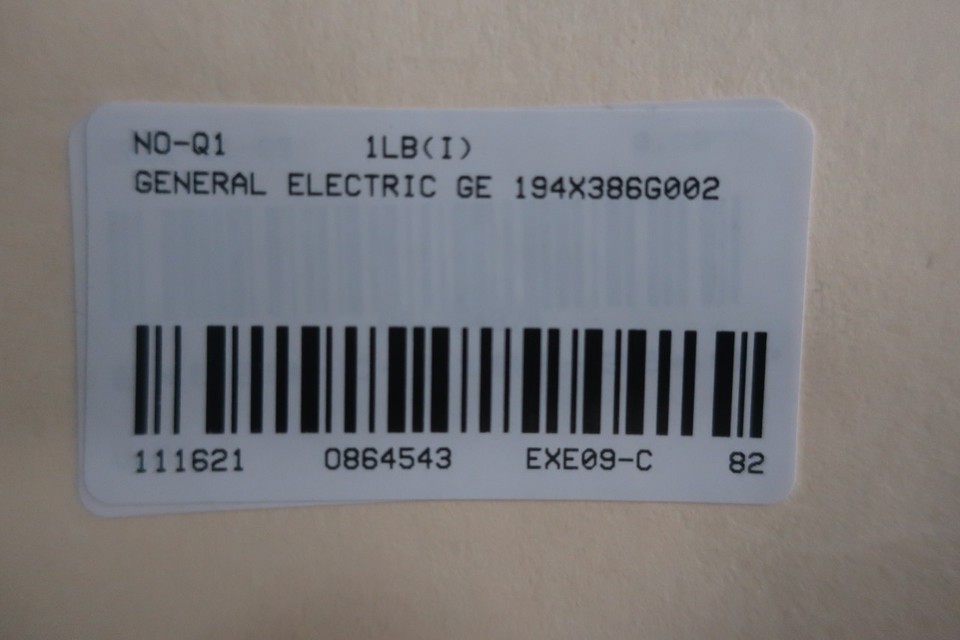 NO-Q1 1LB(I)
GENERAL ELECTRIC GE 194X386G002
111621 0864543 EXE09-C 82